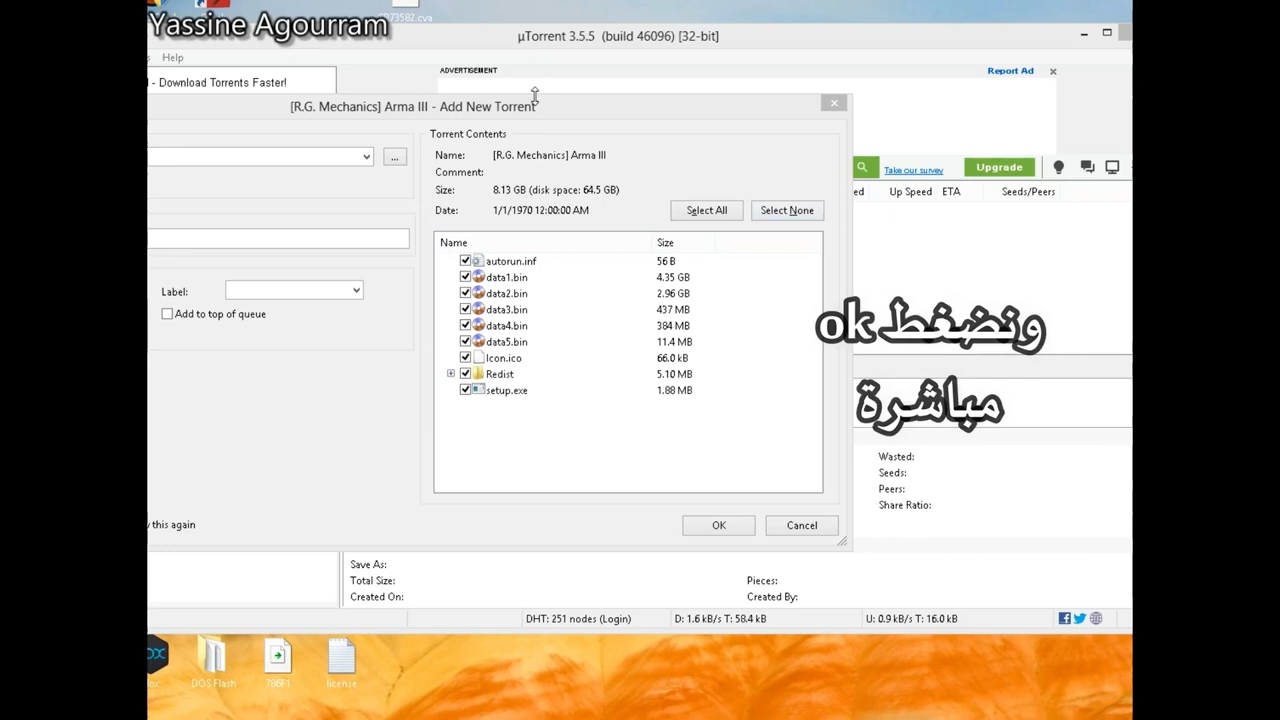 73582.cva
Yassine Agourram
µTorrent 3.5.5 (build 46096) [32-bit]
Help
ADVERTISEMENT
Report Ad
- Download Torrents Faster!
[R.G. Mechanics] Arma III - Add New Torrent
Torrent Contents
Name: [R.G. Mechanics] Arma III
...
Comment:
Take our survey
Upgrade
Size: 8.13 GB (disk space: 64.5 GB)
Up Speed ETA Seeds/Peers
Date: 1/1/1970 12:00:00 AM
Select All
Select None
Name Size
autorun.inf 56 B
data1.bin 4.35 GB
data2.bin 2.96 GB
data3.bin 437 MB
data4.bin 384 MB
data5.bin 11.4 MB
Icon.ico 66.0 kB
Redist 5.10 MB
setup.exe 1.88 MB
Label:
Add to top of queue
ونضغط ok
مباشرة
Wasted:
Seeds:
Peers:
Share Ratio:
this again
OK
Cancel
Save As:
Total Size: Pieces:
Created On: Created By:
DHT: 251 nodes (Login) D: 1.6 kB/s T: 58.4 kB U: 0.9 kB/s T: 16.0 kB
DOS Flash
786F1
license